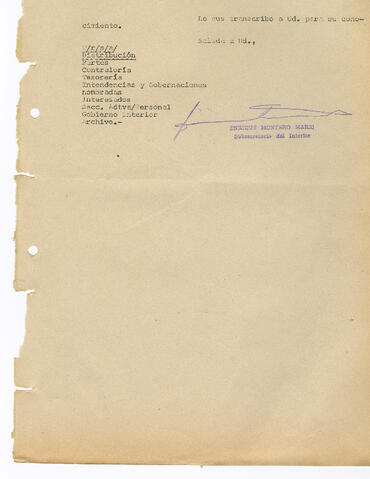 Lo que transcribo a Ud. para su cono-
cimiento.
Saluda a Ud.,
Distribución
Partes
Contraloría
Tesorería
Intendencias y Gobernaciones
nombradas
Interesados
Secc. Adtva/Personal
Gobierno Interior
Archivo.-
ENRIQUE MONTERO MARX
Subsecretario del Interior